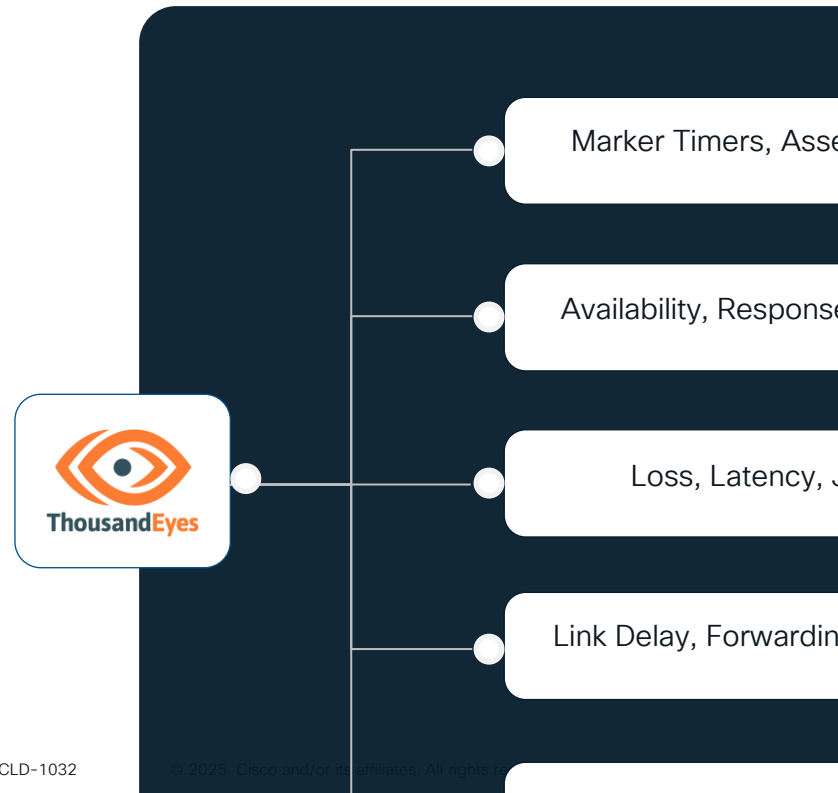 Marker Timers, Asse
Availability, Response
Loss, Latency, J
ThousandEyes
Link Delay, Forwardin
CLD-1032
© 2025 Cisco and/or its affiliates. All rights re